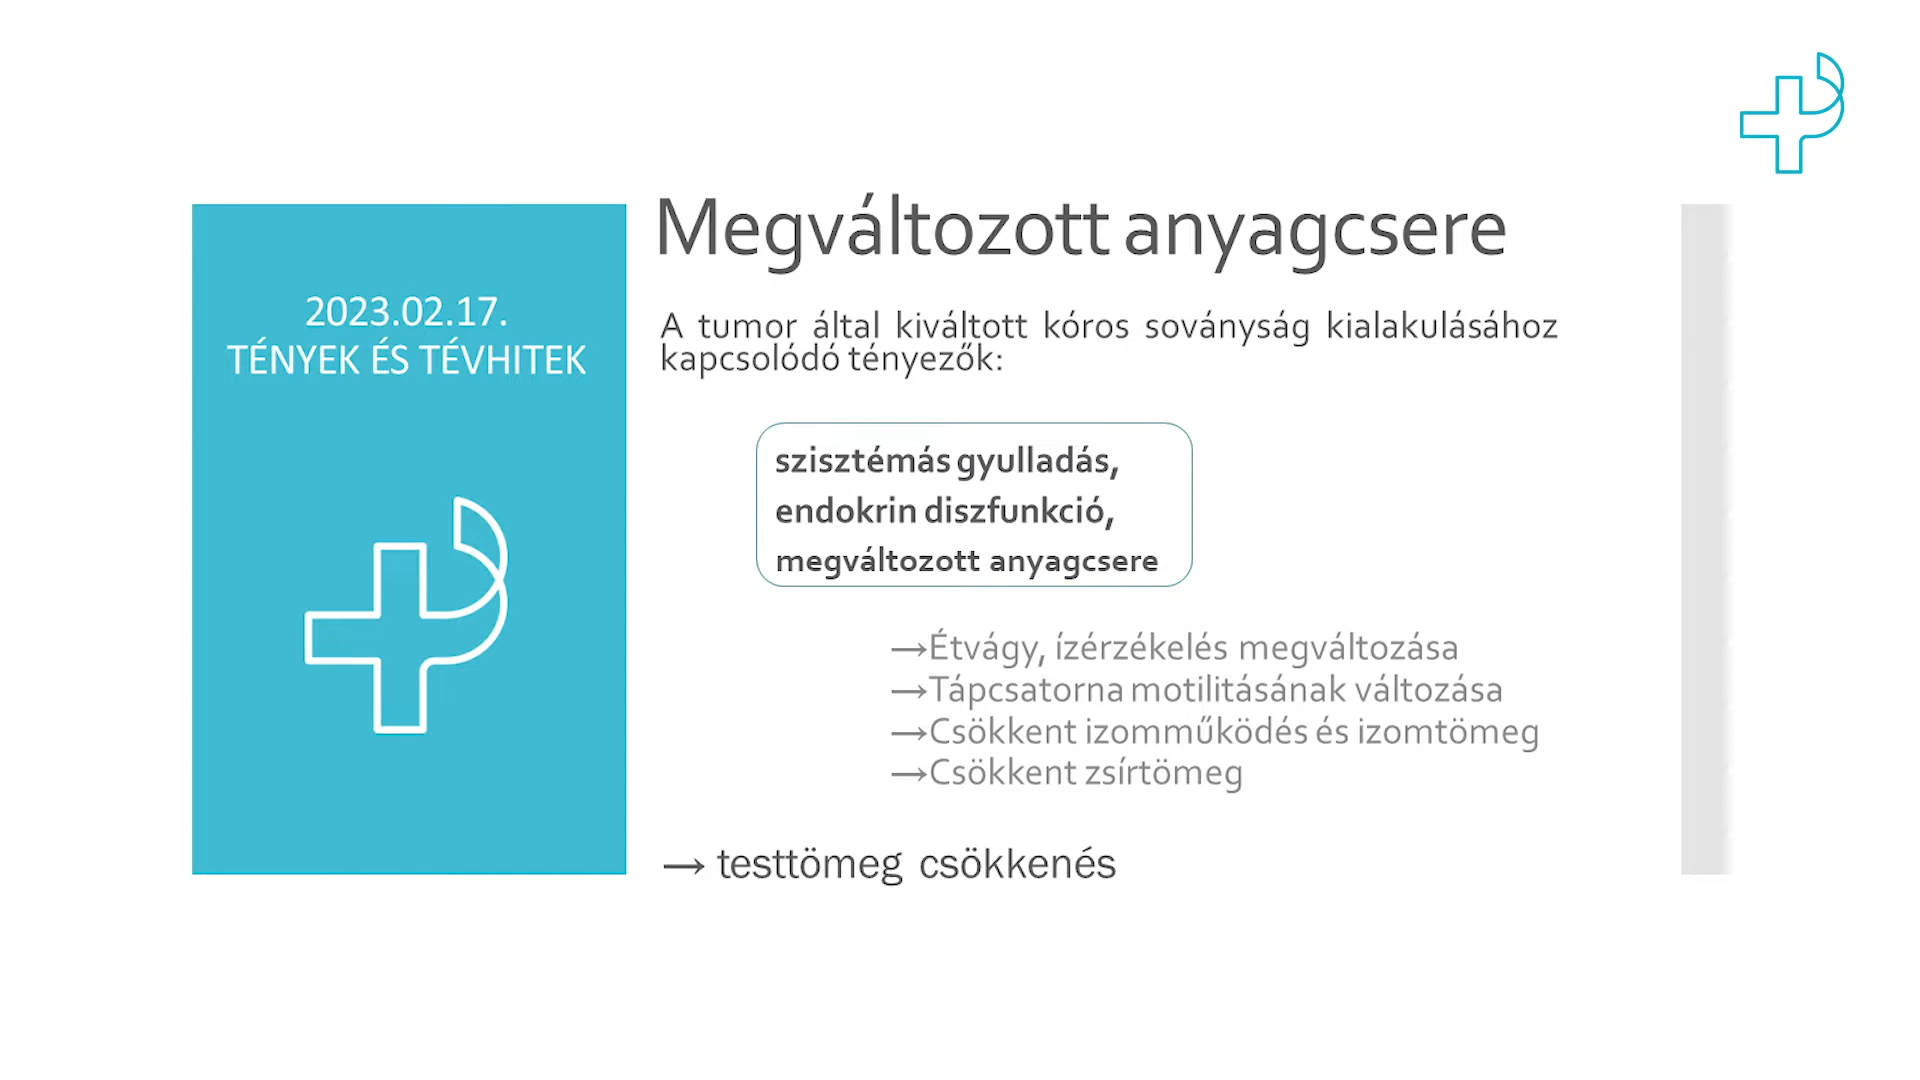 2023.02.17.
TÉNYEK ÉS TÉVHITEK
Megváltozott anyagcsere
A tumor által kiváltott kóros soványság kialakulásához
kapcsolódó tényezők:
szisztémás gyulladás,
endokrin diszfunkció,
megváltozott anyagcsere
→Étvágy, ízérzékelés megváltozása
→Tápcsatorna motilitásának változása
→Csökkent izomműködés és izomtömeg
→Csökkent zsírtömeg
→ testtömeg csökkenés